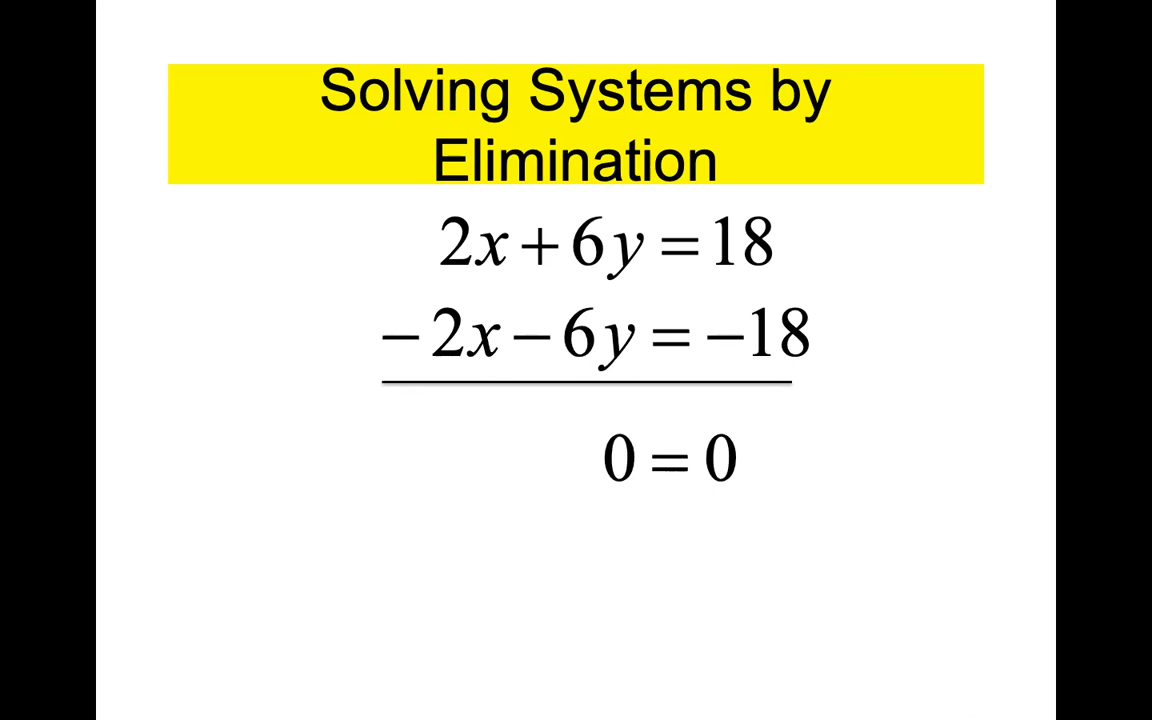 Solving Systems by
Elimination
2x + 6y = 18
− 2x − 6y = −18
0 = 0